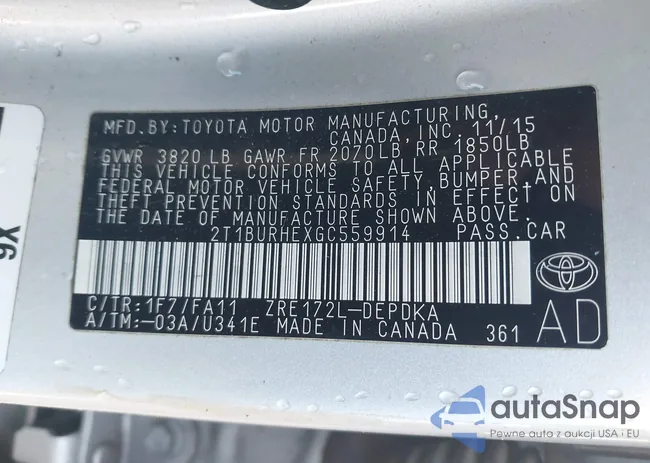 MFD. BY: TOYOTA MOTOR MANUFACTURING,
CANADA, INC. 11/15
GVWR 3820 LB GAWR FR 2070LB RR 1850LB
THIS VEHICLE CONFORMS TO ALL APPLICABLE
FEDERAL MOTOR VEHICLE SAFETY, BUMPER, AND
THEFT PREVENTION STANDARDS IN EFFECT ON
THE DATE OF MANUFACTURE SHOWN ABOVE.
2T1BURHEXGC559914 PASS. CAR
C/TR: 1F7/FA11 ZRE172L-DEPDKA
A/TM: -03A/U341E MADE IN CANADA 361
AD
autoSnap
Pewne auto z aukcji USA i EU